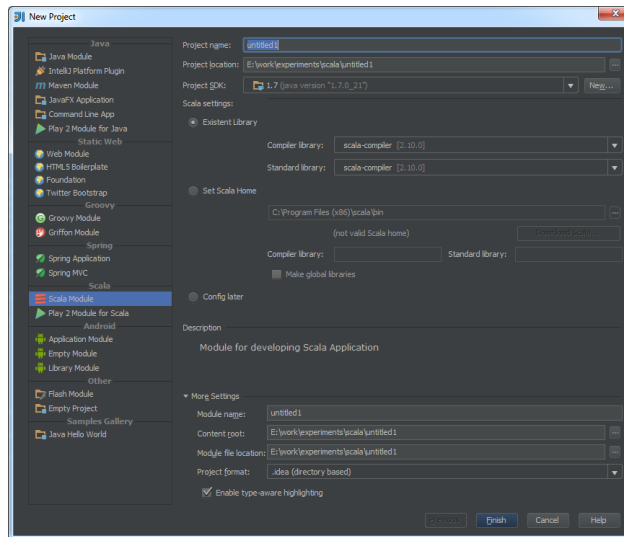 New Project
Java
Java Module
IntelliJ Platform Plugin
Maven Module
JavaFX Application
Command Line App
Play 2 Module for Java
Static Web
Web Module
HTML5 Boilerplate
Foundation
Twitter Bootstrap
Groovy
Groovy Module
Griffon Module
Spring
Spring Application
Spring MVC
Scala
Scala Module
Play 2 Module for Scala
Android
Application Module
Empty Module
Library Module
Other
Flash Module
Empty Project
Samples Gallery
Java Hello World
Project name: untitled1
Project location: E:\work\experiments\scala\untitled1 ...
Project SDK: 1.7 (java version "1.7.0_21") New...
Scala settings:
Existent Library
Compiler library: scala-compiler [2.10.0]
Standard library: scala-compiler [2.10.0]
Set Scala Home
C:\Program Files (x86)\scala\bin ...
(not valid Scala home) Download Scala...
Compiler library: Standard library:
Make global libraries
Config later
Description
Module for developing Scala Application
More Settings
Module name: untitled1
Content root: E:\work\experiments\scala\untitled1 ...
Module file location: E:\work\experiments\scala\untitled1 ...
Project format: .idea (directory based)
Enable type-aware highlighting
Previous Finish Cancel Help